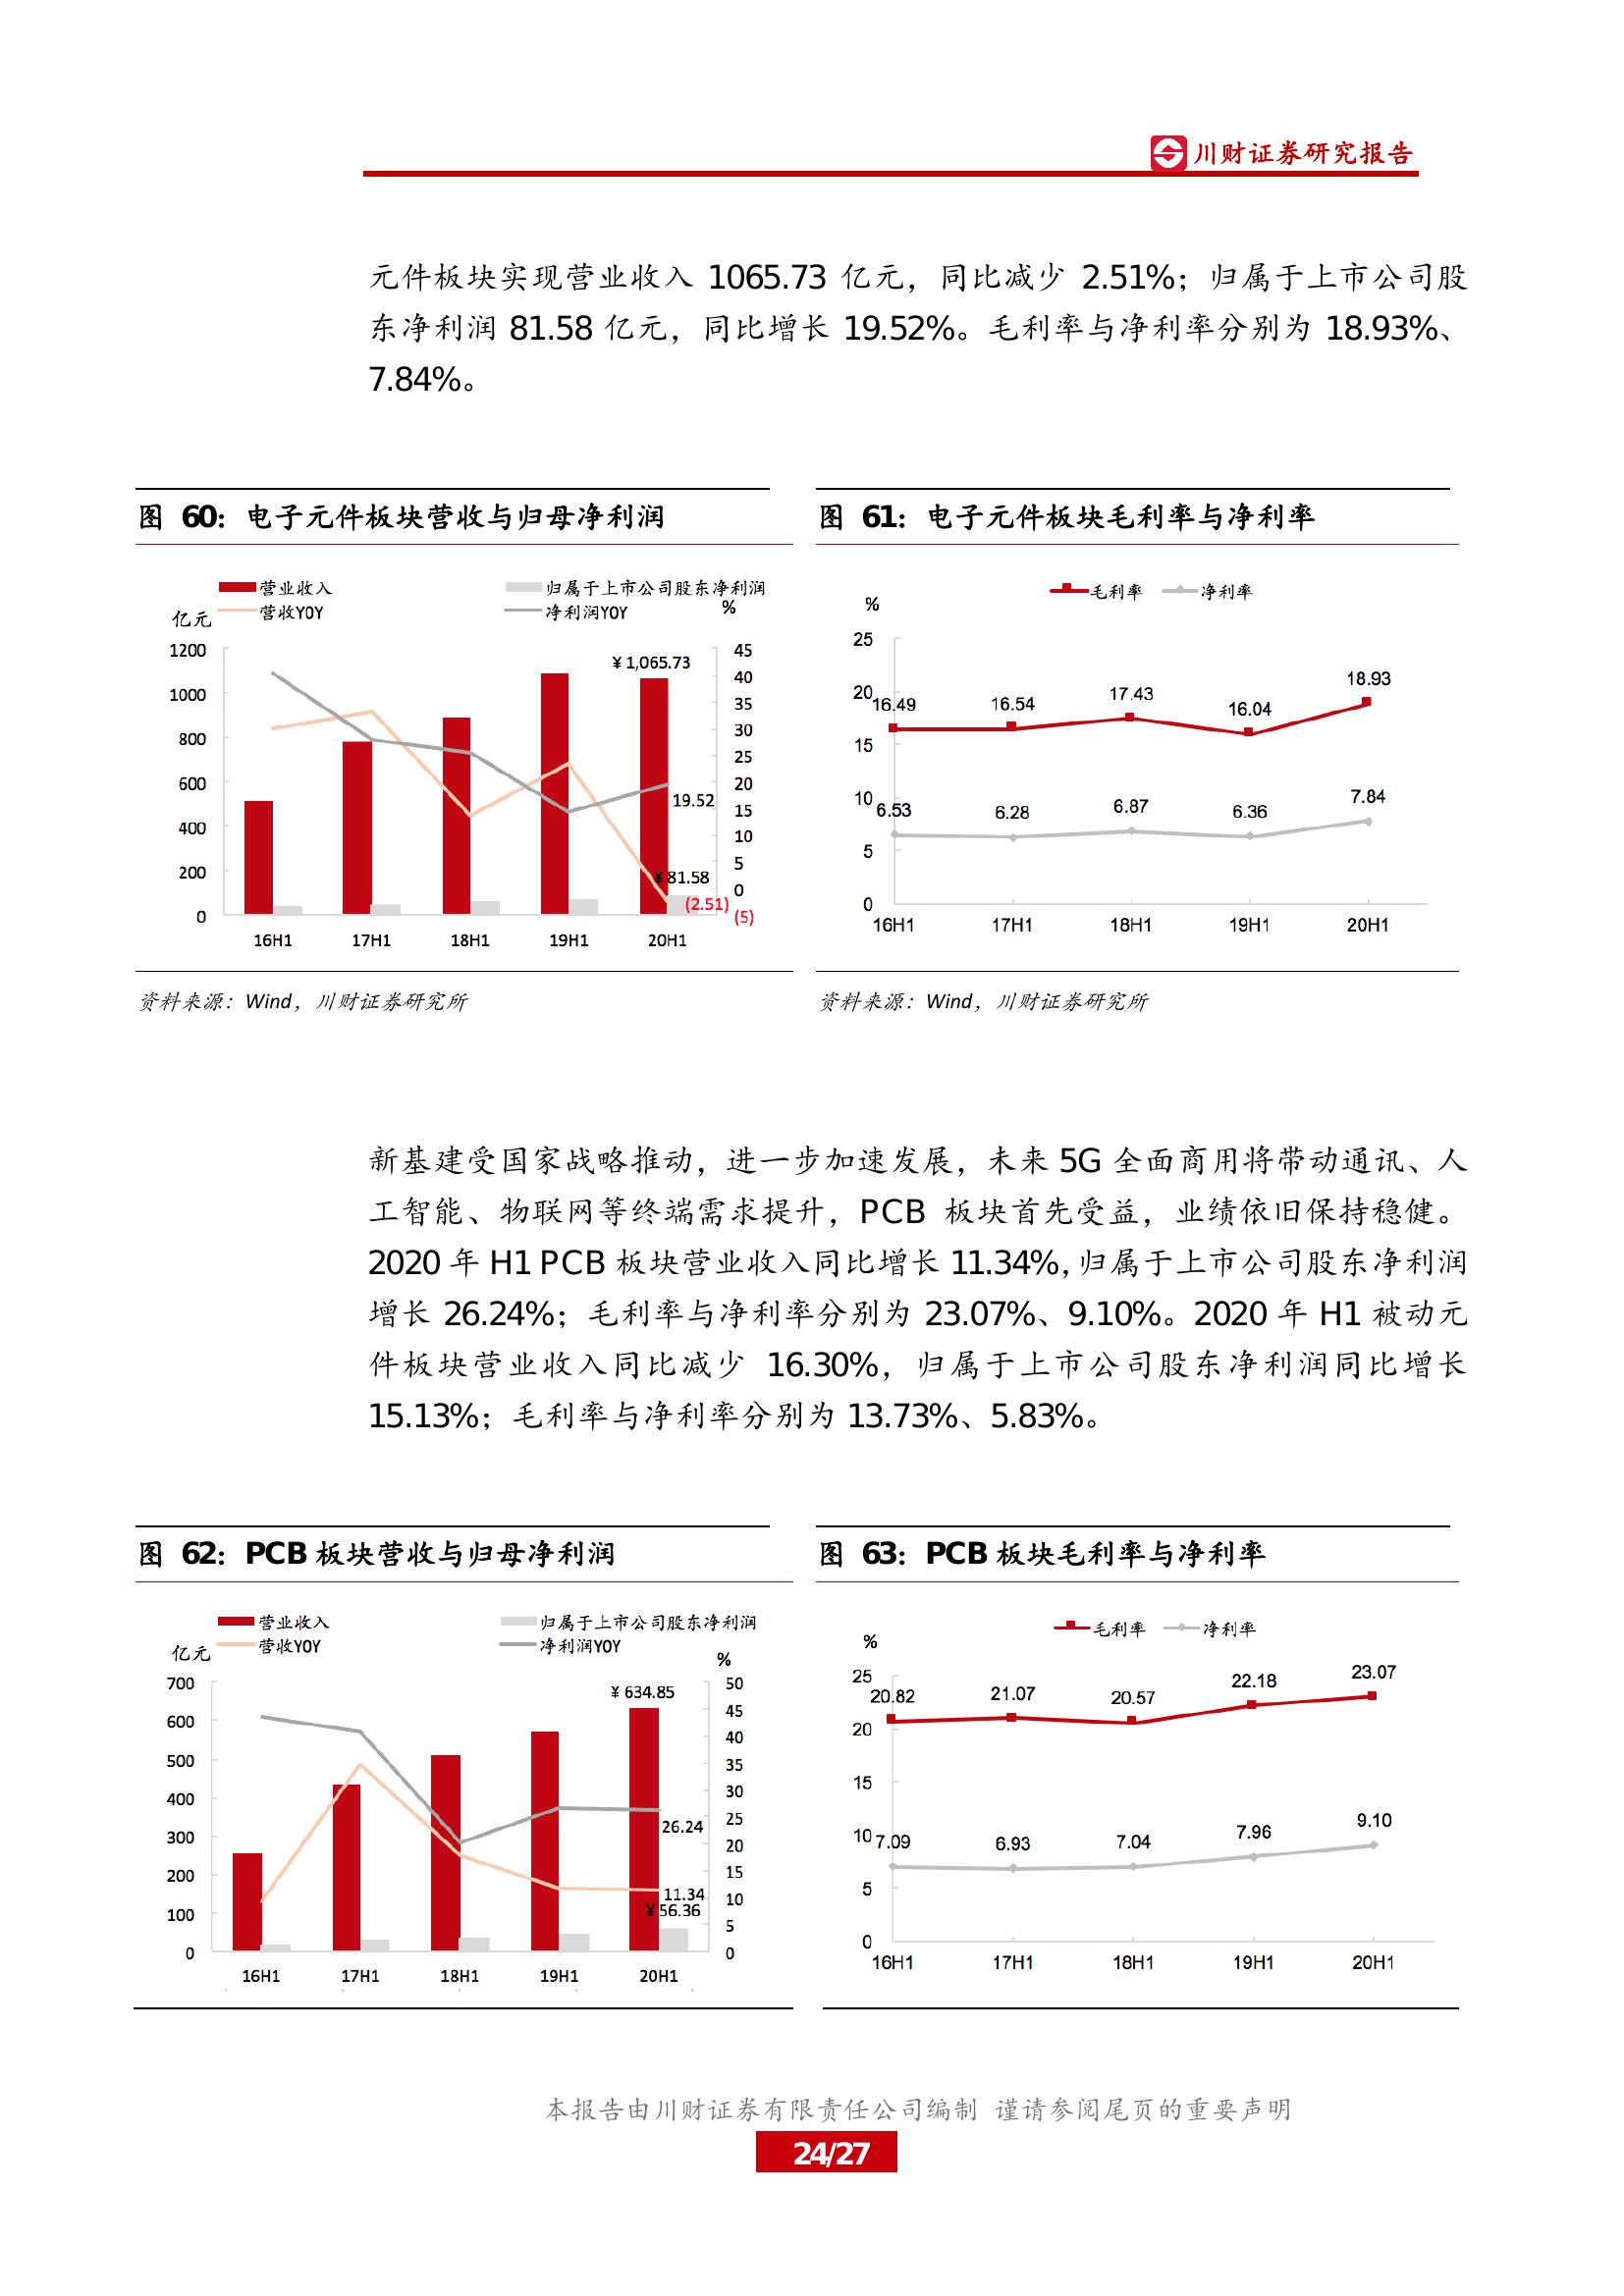 川财证券研究报告
元件板块实现营业收入 1065.73 亿元，同比减少 2.51%；归属于上市公司股
东净利润 81.58 亿元，同比增长 19.52%。毛利率与净利率分别为 18.93%、
7.84%。
图 60：电子元件板块营收与归母净利润
营业收入 归属于上市公司股东净利润
营收YOY 净利润YOY
亿元 %
1200 45
1000 40
800 35
600 30
400 25
200 20
0 15
10
5
0
(5)
¥ 1,065.73
19.52
¥ 81.58
(2.51)
16H1 17H1 18H1 19H1 20H1
资料来源：Wind，川财证券研究所
图 61：电子元件板块毛利率与净利率
毛利率 净利率
%
25
20
15
10
5
0
16.49 16.54 17.43 16.04 18.93
6.53 6.28 6.87 6.36 7.84
16H1 17H1 18H1 19H1 20H1
资料来源：Wind，川财证券研究所
新基建受国家战略推动，进一步加速发展，未来 5G 全面商用将带动通讯、人
工智能、物联网等终端需求提升，PCB 板块首先受益，业绩依旧保持稳健。
2020 年 H1 PCB 板块营业收入同比增长 11.34%，归属于上市公司股东净利润
增长 26.24%；毛利率与净利率分别为 23.07%、9.10%。2020 年 H1 被动元
件板块营业收入同比减少 16.30%，归属于上市公司股东净利润同比增长
15.13%；毛利率与净利率分别为 13.73%、5.83%。
图 62：PCB 板块营收与归母净利润
营业收入 归属于上市公司股东净利润
营收YOY 净利润YOY
亿元 %
700 50
600 45
500 40
400 35
300 30
200 25
100 20
0 15
10
5
0
¥ 634.85
26.24
11.34
¥ 56.36
16H1 17H1 18H1 19H1 20H1
图 63：PCB 板块毛利率与净利率
毛利率 净利率
%
25
20
15
10
5
0
20.82 21.07 20.57 22.18 23.07
7.09 6.93 7.04 7.96 9.10
16H1 17H1 18H1 19H1 20H1
本报告由川财证券有限责任公司编制 谨请参阅尾页的重要声明
24/27